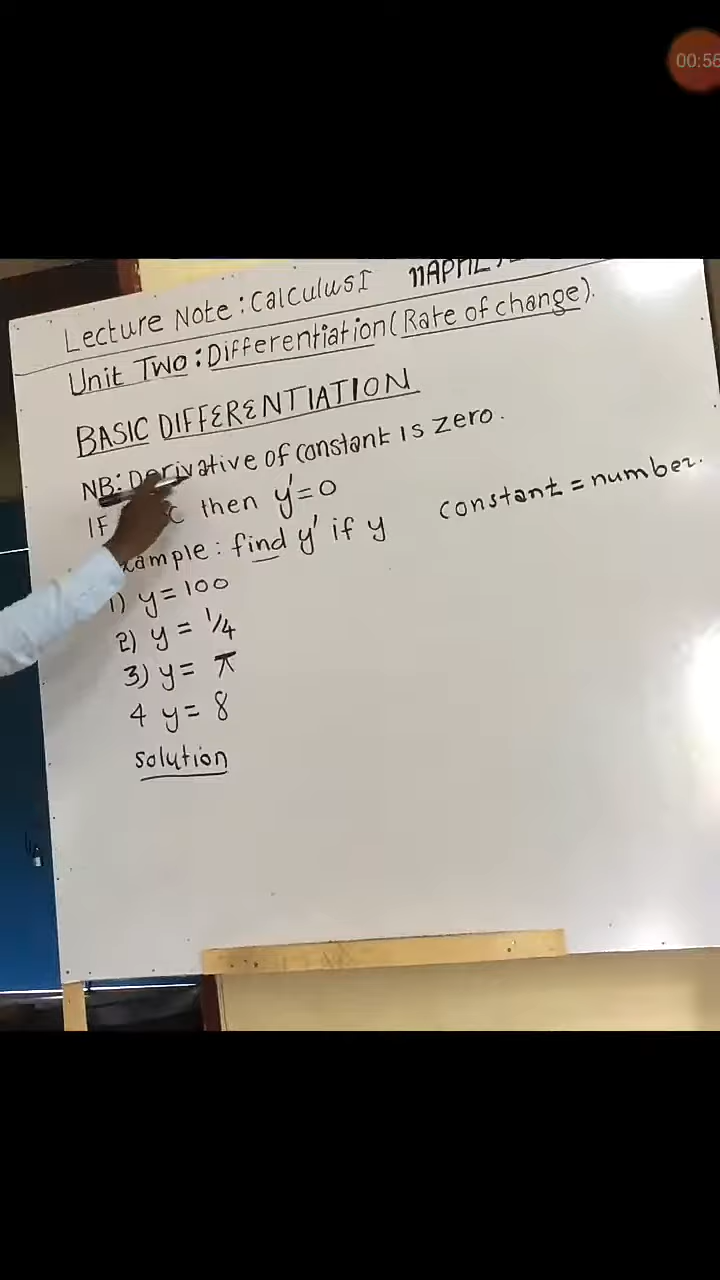 00:56
Lecture Note: Calculus I
Unit Two: Differentiation (Rate of change).
BASIC DIFFERENTIATION
NB: Derivative of constant is zero.
IF C then y'=0
constant = number.
xample: find y' if y
1) y=100
2) y = 1/4
3) y= π
4 y= 8
solution